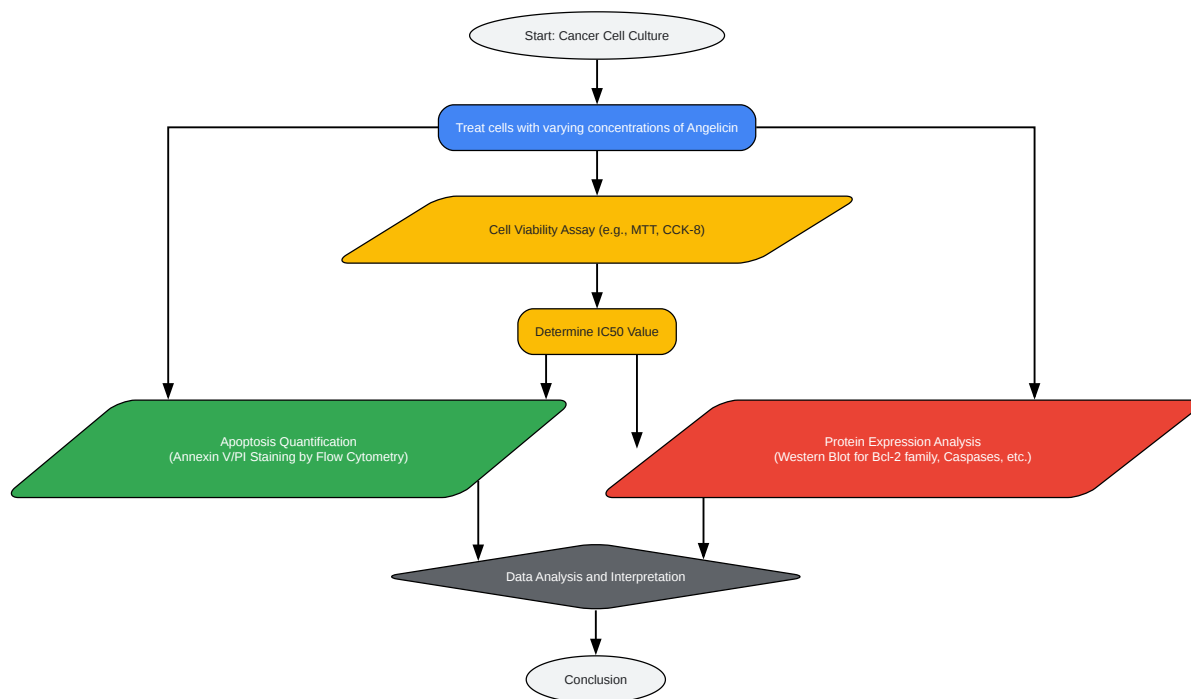 Start: Cancer Cell Culture
Treat cells with varying concentrations of Angelicin
Cell Viability Assay (e.g., MTT, CCK-8)
Determine IC50 Value
Apoptosis Quantification
(Annexin V/PI Staining by Flow Cytometry)
Protein Expression Analysis
(Western Blot for Bcl-2 family, Caspases, etc.)
Data Analysis and Interpretation
Conclusion